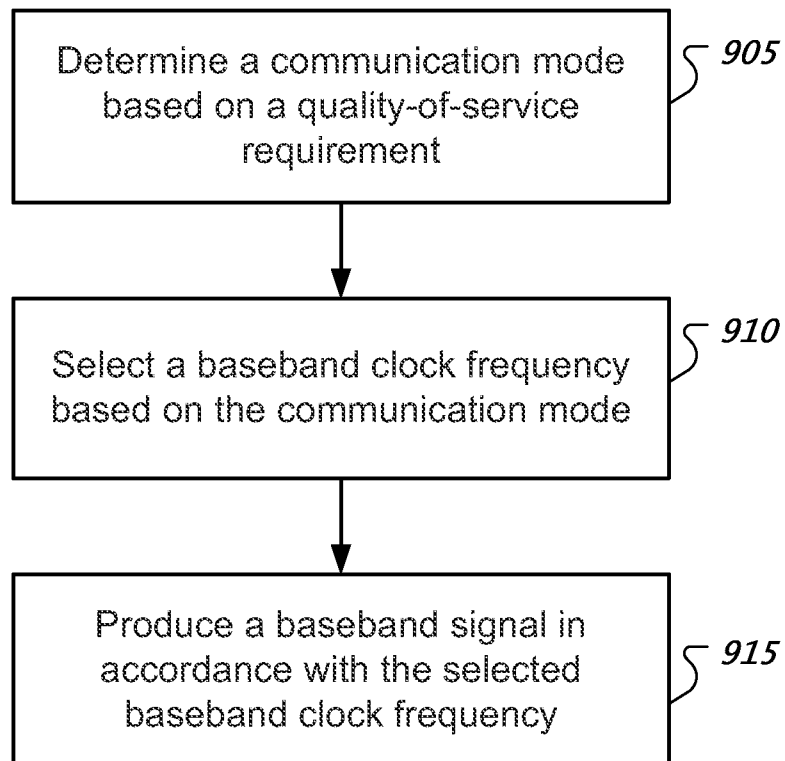 Determine a communication mode
based on a quality-of-service
requirement
905
Select a baseband clock frequency
based on the communication mode
910
Produce a baseband signal in
accordance with the selected
baseband clock frequency
915